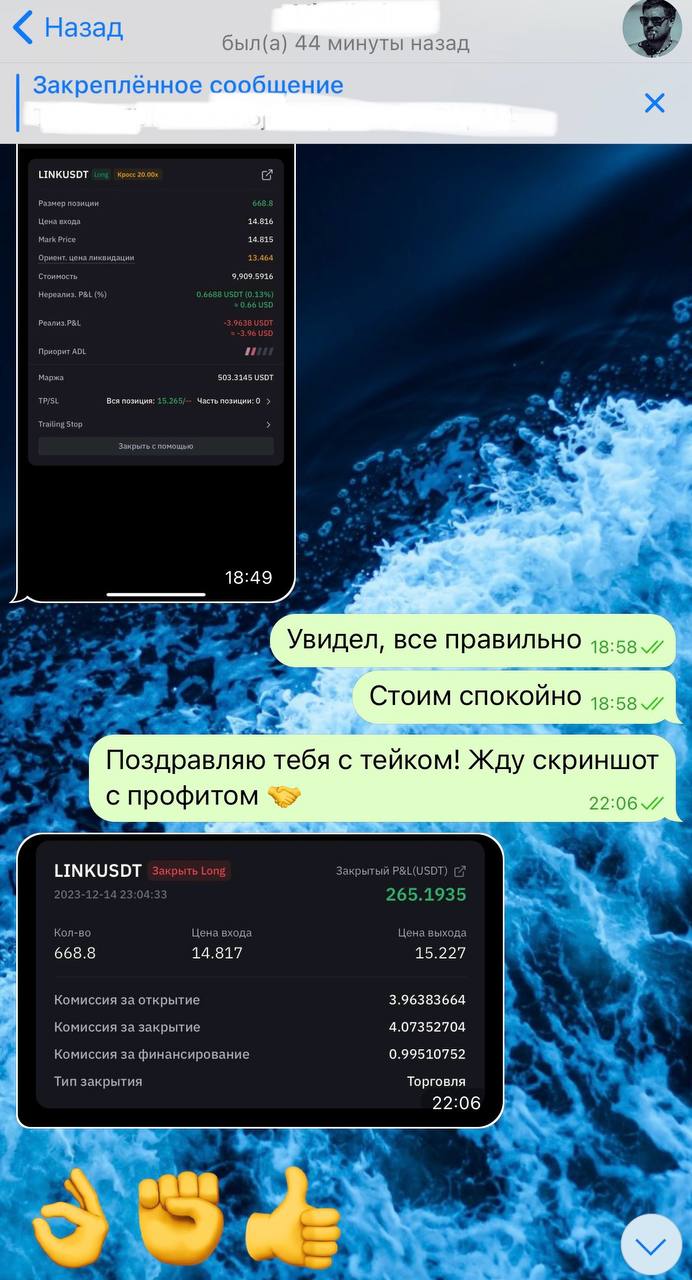 Назад
был(а) 44 минуты назад
Закреплённое сообщение
LINKUSDT Long Кросс 20.00x
Размер позиции 668.8
Цена входа 14.816
Mark Price 14.815
Ориент. цена ликвидации 13.464
Стоимость 9,909.5916
Нереализ. P&L (%) 0.6688 USDT (0.13%)
≈ 0.66 USD
Реализ.P&L -3.9638 USDT
≈ -3.96 USD
Приорит ADL
Маржа 503.3145 USDT
TP/SL Вся позиция: 15.265/-- Часть позиции: 0
Trailing Stop
Закрыть с помощью
18:49
Увидел, все правильно 18:58
Стоим спокойно 18:58
Поздравляю тебя с тейком! Жду скриншот
с профитом 🤝 22:06
LINKUSDT Закрыть Long Закрытый P&L(USDT)
2023-12-14 23:04:33 265.1935
Кол-во Цена входа Цена выхода
668.8 14.817 15.227
Комиссия за открытие 3.96383664
Комиссия за закрытие 4.07352704
Комиссия за финансирование 0.99510752
Тип закрытия Торговля
22:06